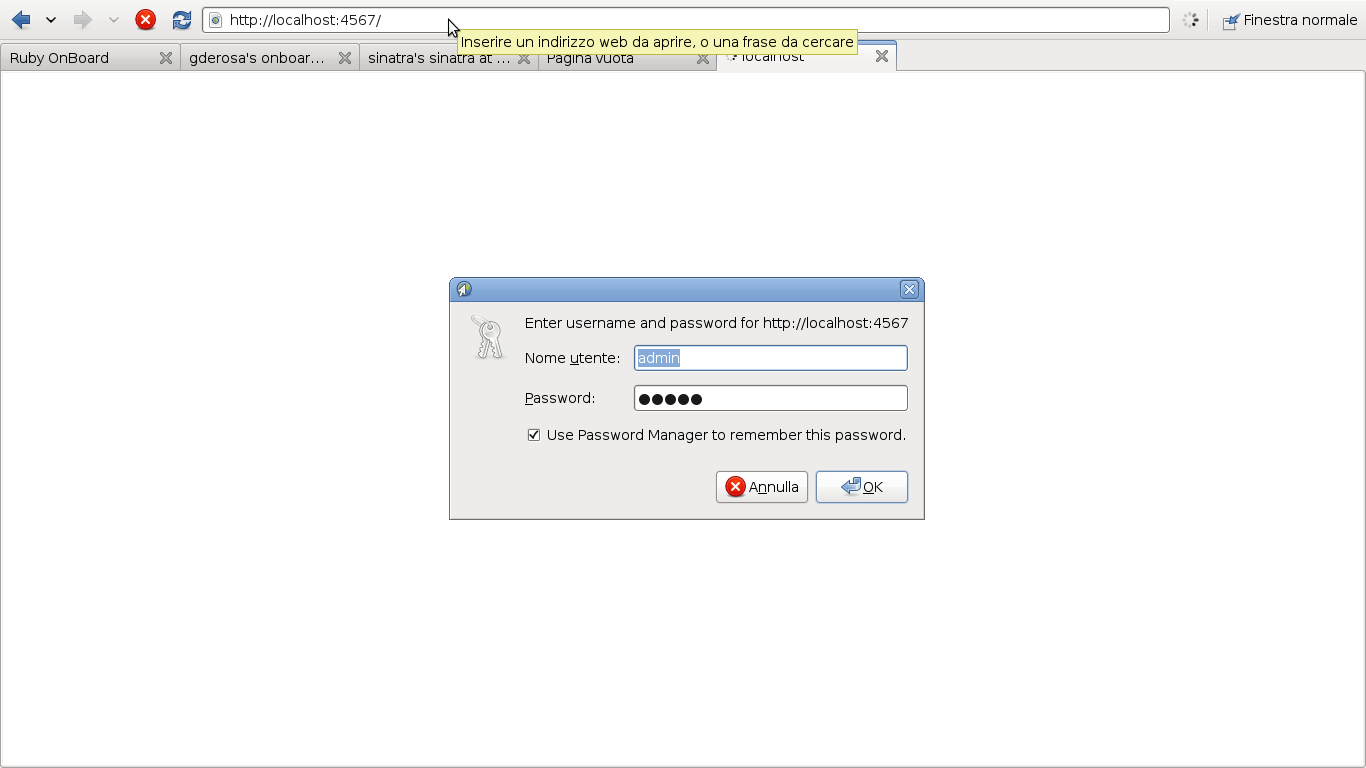 http://localhost:4567/
Finestra normale
Inserire un indirizzo web da aprire, o una frase da cercare
Ruby OnBoard
gderosa's onboar...
sinatra's sinatra at ...
Pagina vuota
localhost
Enter username and password for http://localhost:4567
Nome utente:
admin
Password:
●●●●●
Use Password Manager to remember this password.
Annulla
OK